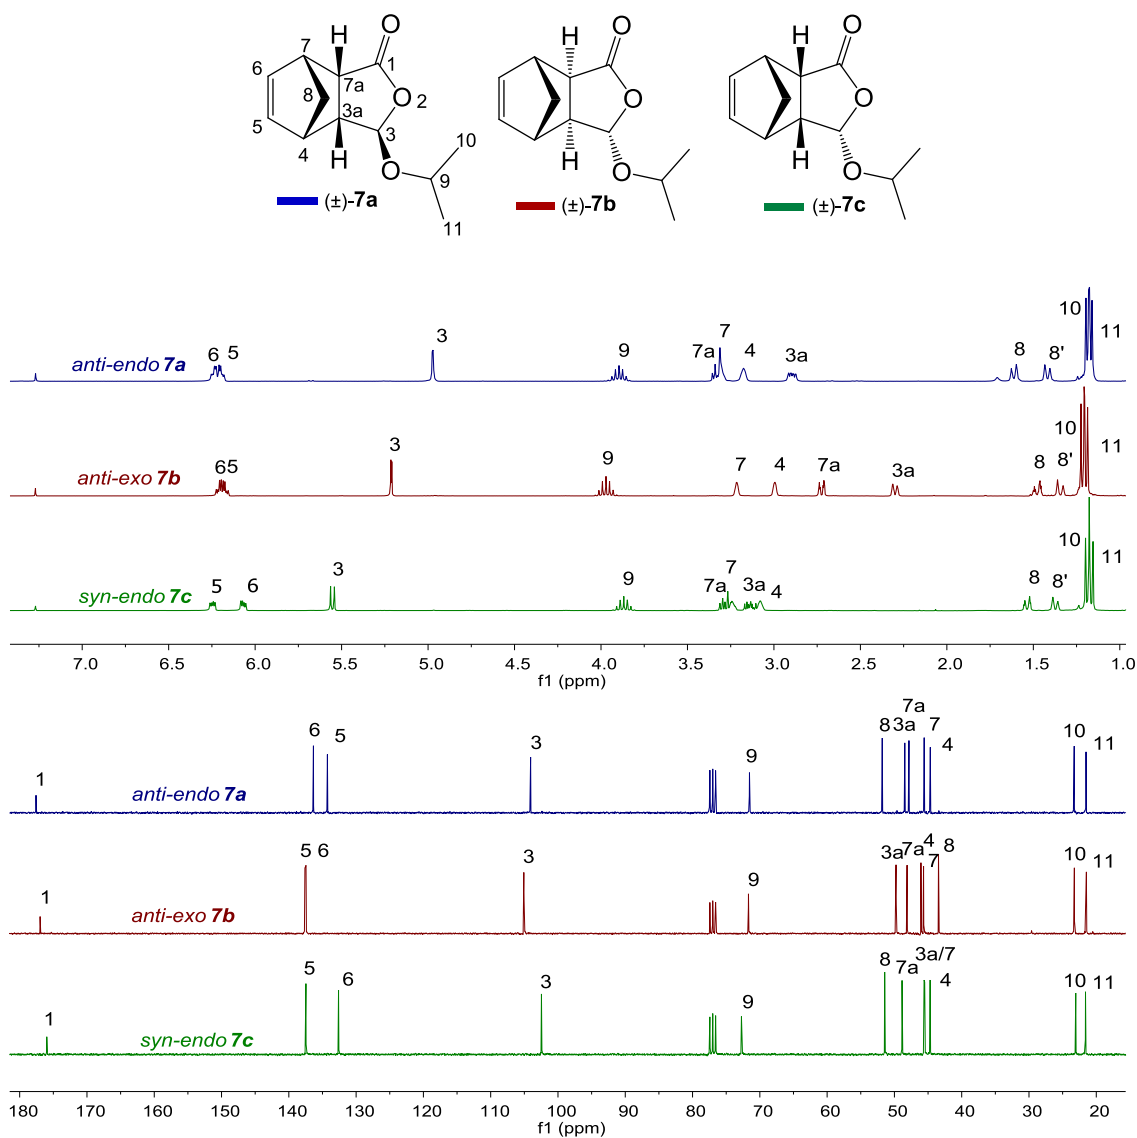 H O H O H O
7 1
6 7a
8 O 2 O O
3a
5 3 10
4 H H H
O 9 O O
(±)-7a (±)-7b (±)-7c
11
anti-endo 7a 6 5 3 9 7a 7 4 3a 8 8' 10 11
anti-exo 7b 6 5 3 9 7 4 7a 3a 8 8' 10 11
syn-endo 7c 5 6 3 9 7a 7 3a 4 8 8' 10 11
7.0 6.5 6.0 5.5 5.0 4.5 4.0 3.5 3.0 2.5 2.0 1.5 1.0
f1 (ppm)
1 anti-endo 7a 6 5 3 9 8 3a 7a 7 4 10 11
1 anti-exo 7b 5 6 3 9 3a 7a 4 7 8 10 11
1 syn-endo 7c 5 6 3 9 8 7a 3a/7 4 10 11
180 170 160 150 140 130 120 110 100 90 80 70 60 50 40 30 20
f1 (ppm)